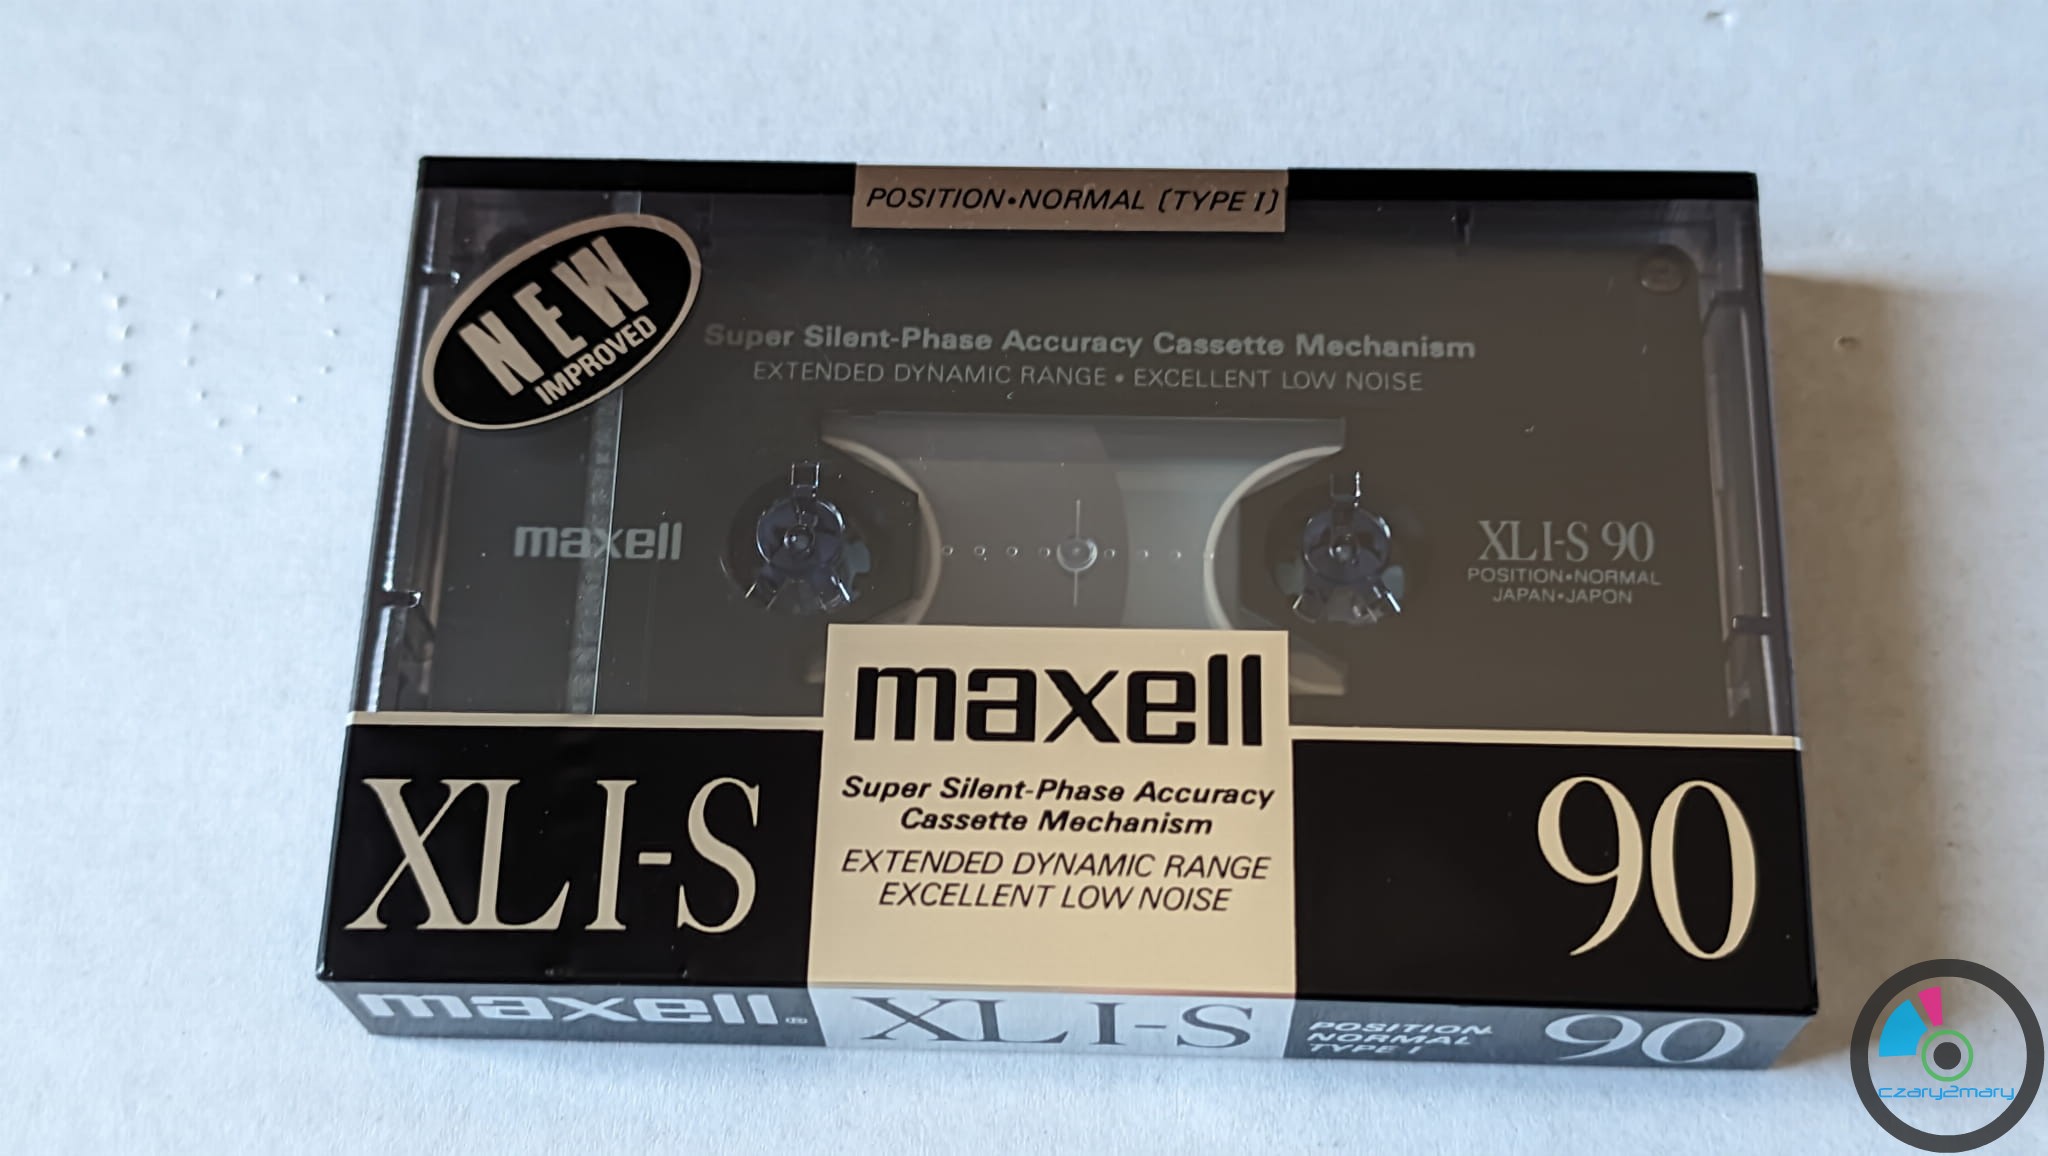 POSITION•NORMAL (TYPE I)
NEW
IMPROVED
Super Silent-Phase Accuracy Cassette Mechanism
EXTENDED DYNAMIC RANGE • EXCELLENT LOW NOISE
maxell
XLI-S 90
POSITION•NORMAL
JAPAN•JAPON
maxell
Super Silent-Phase Accuracy
Cassette Mechanism
EXTENDED DYNAMIC RANGE
EXCELLENT LOW NOISE
XLI-S
90
maxell®
XLI-S
POSITION
NORMAL
TYPE I
90
czary2mary